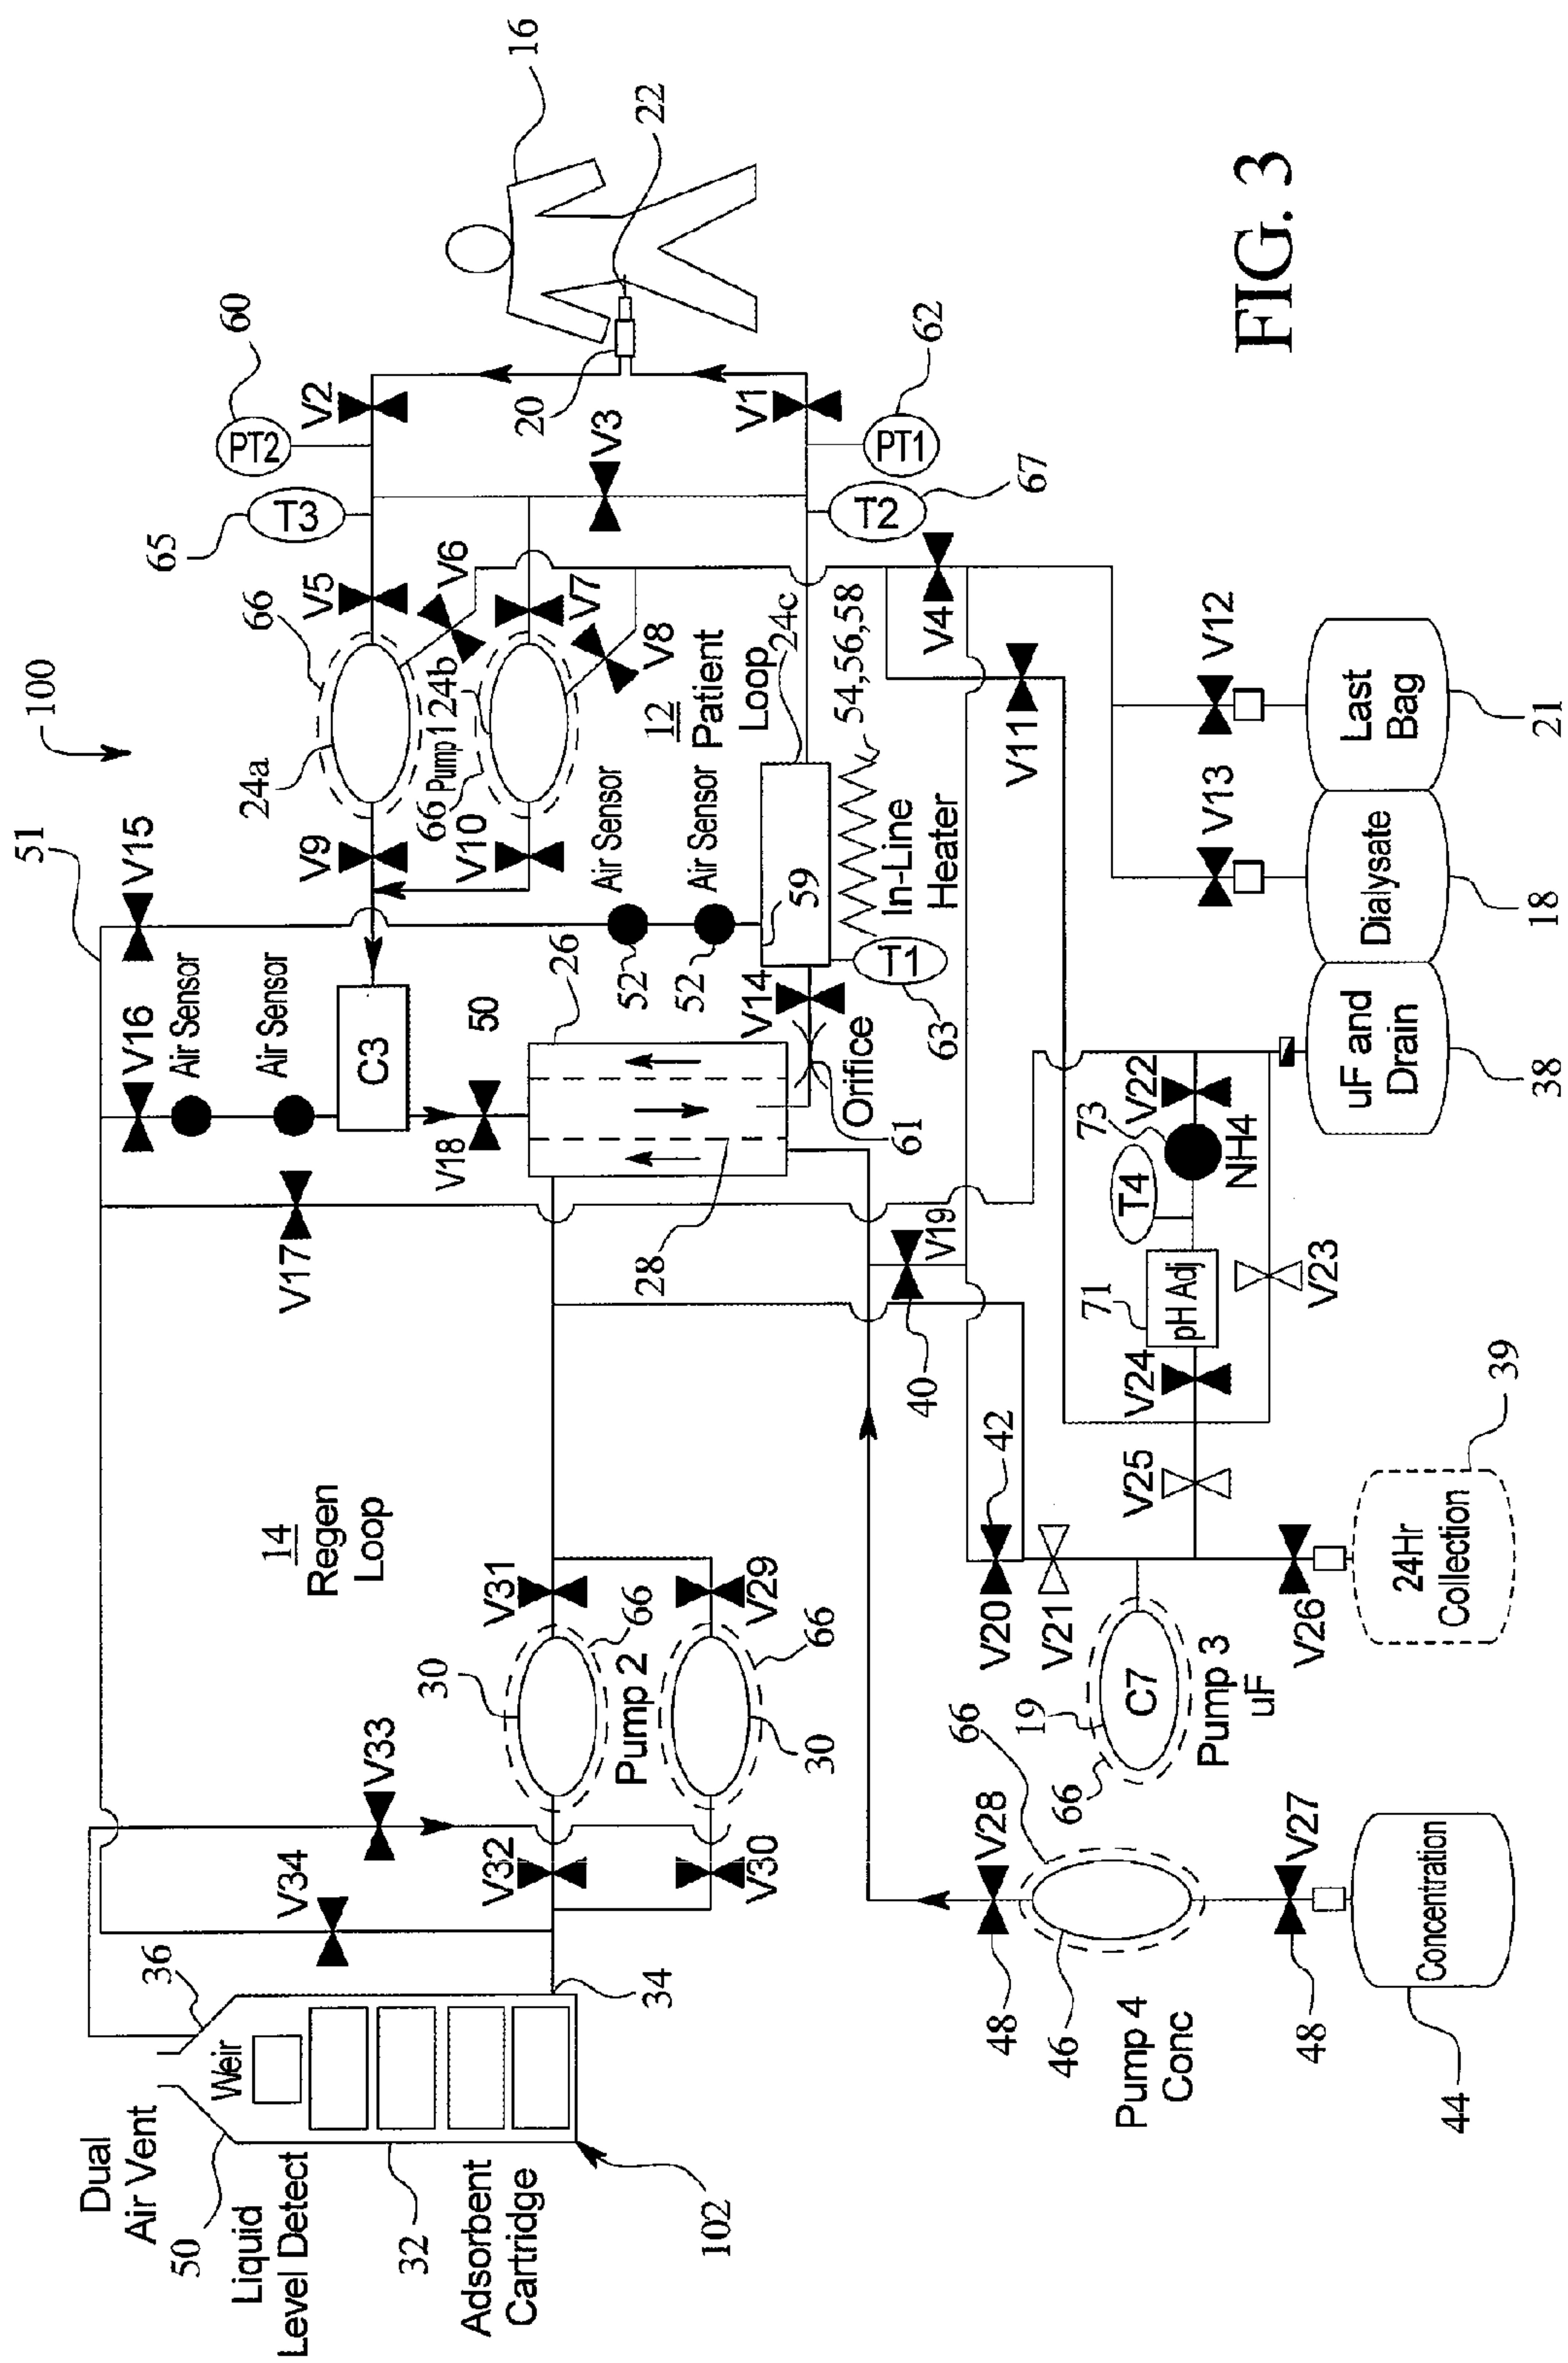 100
51
60
16
22
PT2
V2
T3
65
20
V3
V1
62
PT1
67
T2
66
V5
V6
V7
V8
24a
66
Pump 1
24b
12
Patient
Loop
24c
54,56,58
V4
V11
V9
V10
V15
V16
Air Sensor
Air Sensor
Air Sensor
Air Sensor
52
52
59
In-Line
Heater
T1
63
V14
Orifice
61
C3
50
V18
26
28
V17
V12
V13
Last
Bag
21
Dialysate
18
uF and
Drain
38
V22
73
NH4
T4
71
pH Adj
V23
V24
V25
V19
40
42
V20
V21
V26
39
24Hr
Collection
14
Regen
Loop
V31
V29
66
66
30
Pump 2
30
V33
V34
V32
V30
C7
19
66
66
Pump 3
uF
V28
48
46
Pump 4
Conc
V27
48
Concentration
44
Dual
Air Vent
50
36
Weir
Liquid
Level Detect
32
Adsorbent
Cartridge
34
102
FIG. 3